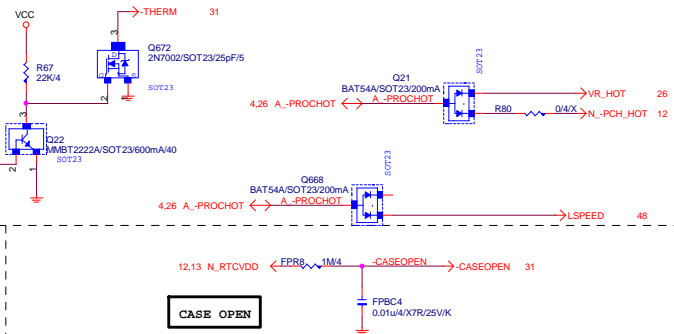 VCC
-THERM 31
R67
22K/4
3
D
G
S
2
1
Q672
2N7002/SOT23/25pF/5
SOT23
3
Q22
MMBT2222A/SOT23/600mA/40
SOT23
2
1
Q21
BAT54A/SOT23/200mA
SOT23
4,26 A_-PROCHOT
A_-PROCHOT
VR_HOT 26
R80
0/4/X
N_-PCH_HOT 12
Q668
BAT54A/SOT23/200mA
SOT23
4,26 A_-PROCHOT
A_-PROCHOT
LSPEED 48
12,13 N_RTCVDD
FPR8
1M/4
-CASEOPEN
-CASEOPEN 31
FPBC4
0.01u/4/X7R/25V/K
CASE OPEN